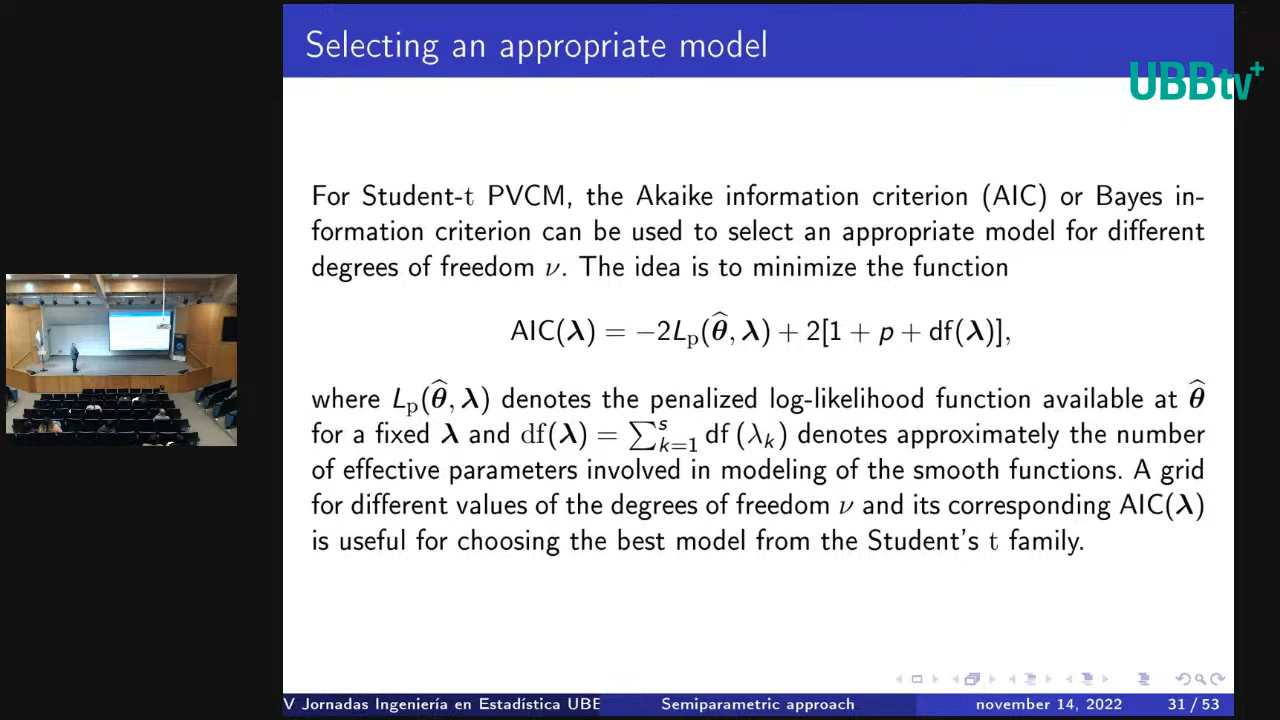 Selecting an appropriate model
UBBtv+
For Student-t PVCM, the Akaike information criterion (AIC) or Bayes in-
formation criterion can be used to select an appropriate model for different
degrees of freedom ν. The idea is to minimize the function
AIC(λ) = −2Lp(θ̂, λ) + 2[1 + p + df(λ)],
where Lp(θ̂, λ) denotes the penalized log-likelihood function available at θ̂
for a fixed λ and df(λ) = ∑ˢₖ₌₁ df (λₖ) denotes approximately the number
of effective parameters involved in modeling of the smooth functions. A grid
for different values of the degrees of freedom ν and its corresponding AIC(λ)
is useful for choosing the best model from the Student's t family.
V Jornadas Ingeniería en Estadística UBE
Semiparametric approach
november 14, 2022
31 / 53